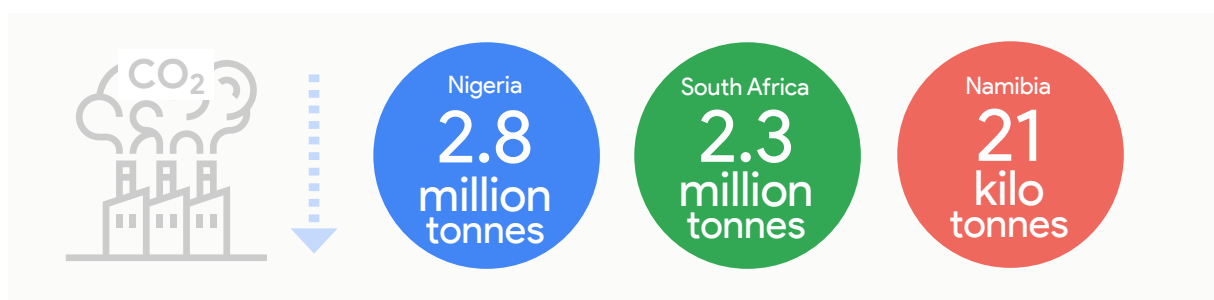 CO₂
Nigeria
2.8
million
tonnes
South Africa
2.3
million
tonnes
Namibia
21
kilo
tonnes